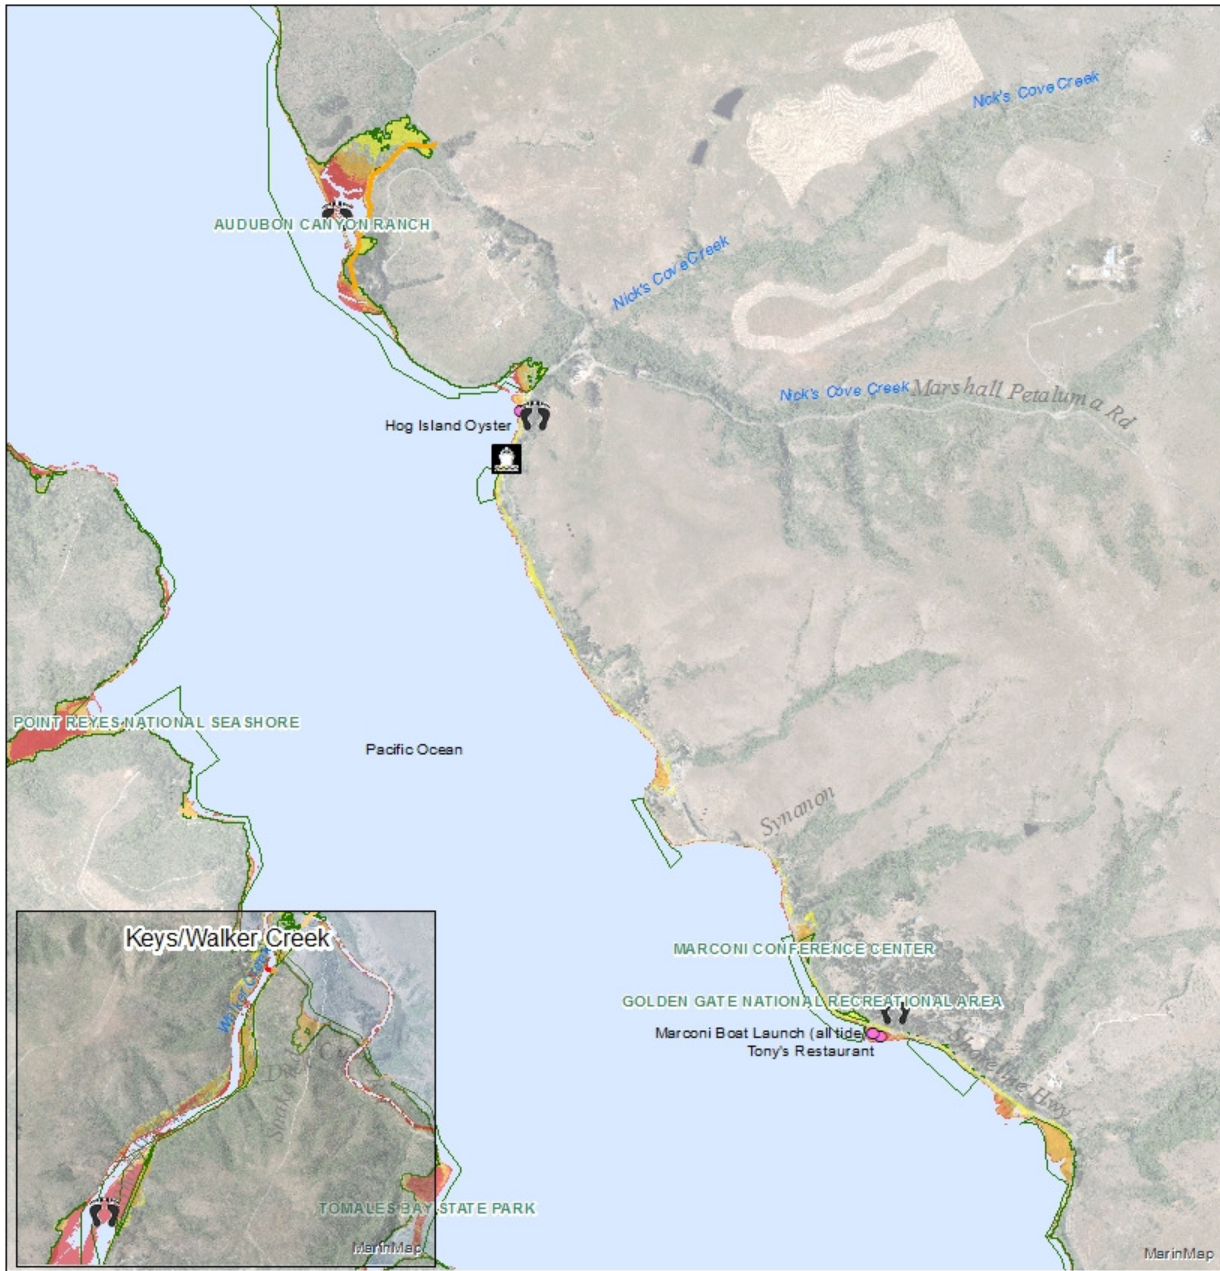 Nick's Cove Creek
AUDUBON CANYON RANCH
Nick's Cove Creek
Nick's Cove Creek
Marshall Petaluma Rd
Hog Island Oyster
POINT REYES NATIONAL SEASHORE
Pacific Ocean
Synanon
Keys/Walker Creek
MARCONI CONFERENCE CENTER
GOLDEN GATE NATIONAL RECREATIONAL AREA
Marconi Boat Launch (all tide)
Tony's Restaurant
Shoreline Hwy
Walker Creek
TOMALES BAY STATE PARK
MarinMap
MarinMap